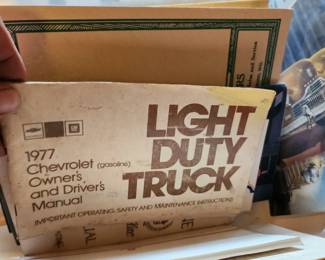 LIGHT
DUTY
TRUCK
1977
Chevrolet (gasoline)
Owner's
and Driver's
Manual
IMPORTANT OPERATING, SAFETY AND MAINTENANCE INSTRUCTIONS